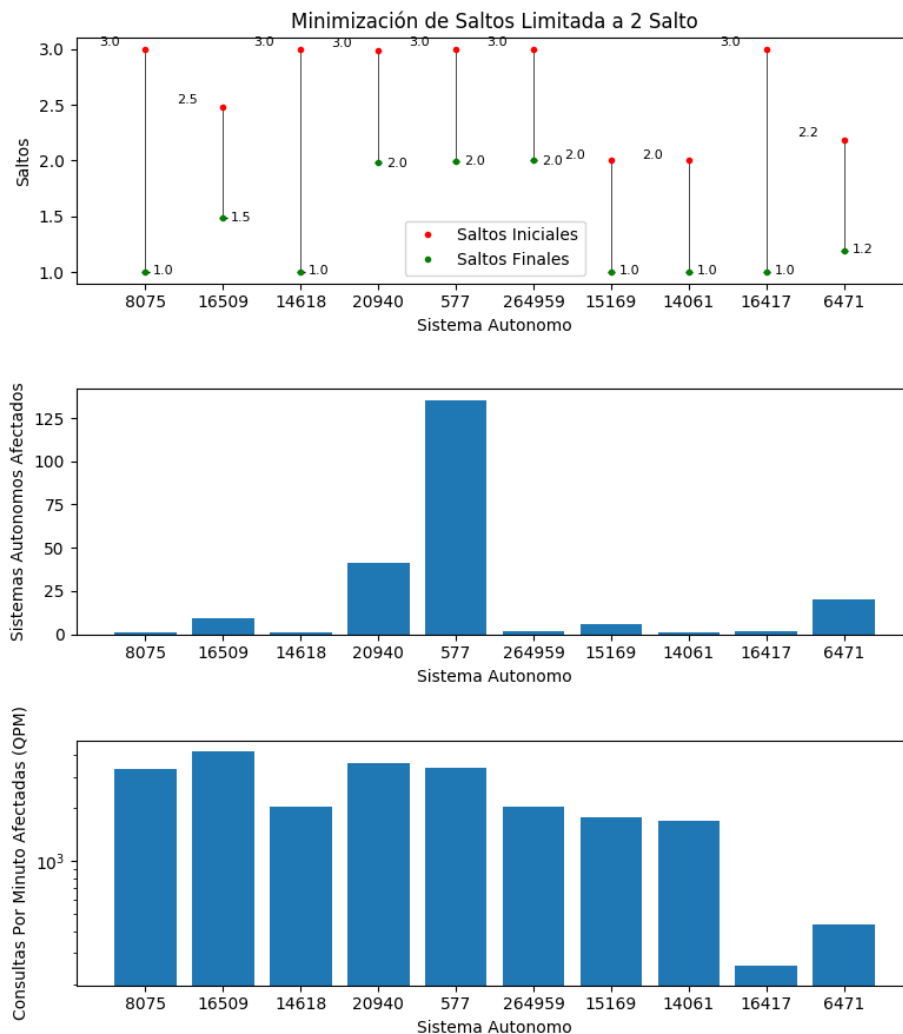 Minimización de Saltos Limitada a 2 Salto
3.0 3.0 3.0 3.0 3.0 3.0
3.0
2.5
2.5
2.2
2.0 2.0 2.0 2.0 2.0 2.0
Saltos
1.5 1.5
Saltos Iniciales
Saltos Finales
1.2
1.0 1.0 1.0 1.0 1.0 1.0
8075 16509 14618 20940 577 264959 15169 14061 16417 6471
Sistema Autonomo
Sistemas Autonomos Afectados
125
100
75
50
25
0
8075 16509 14618 20940 577 264959 15169 14061 16417 6471
Sistema Autonomo
Consultas Por Minuto Afectadas (QPM)
10³
8075 16509 14618 20940 577 264959 15169 14061 16417 6471
Sistema Autonomo